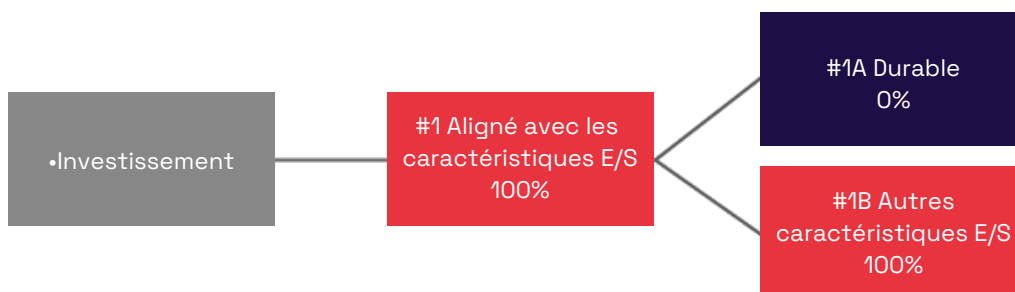 •Investissement
#1 Aligné avec les
caractéristiques E/S
100%
#1A Durable
0%
#1B Autres
caractéristiques E/S
100%